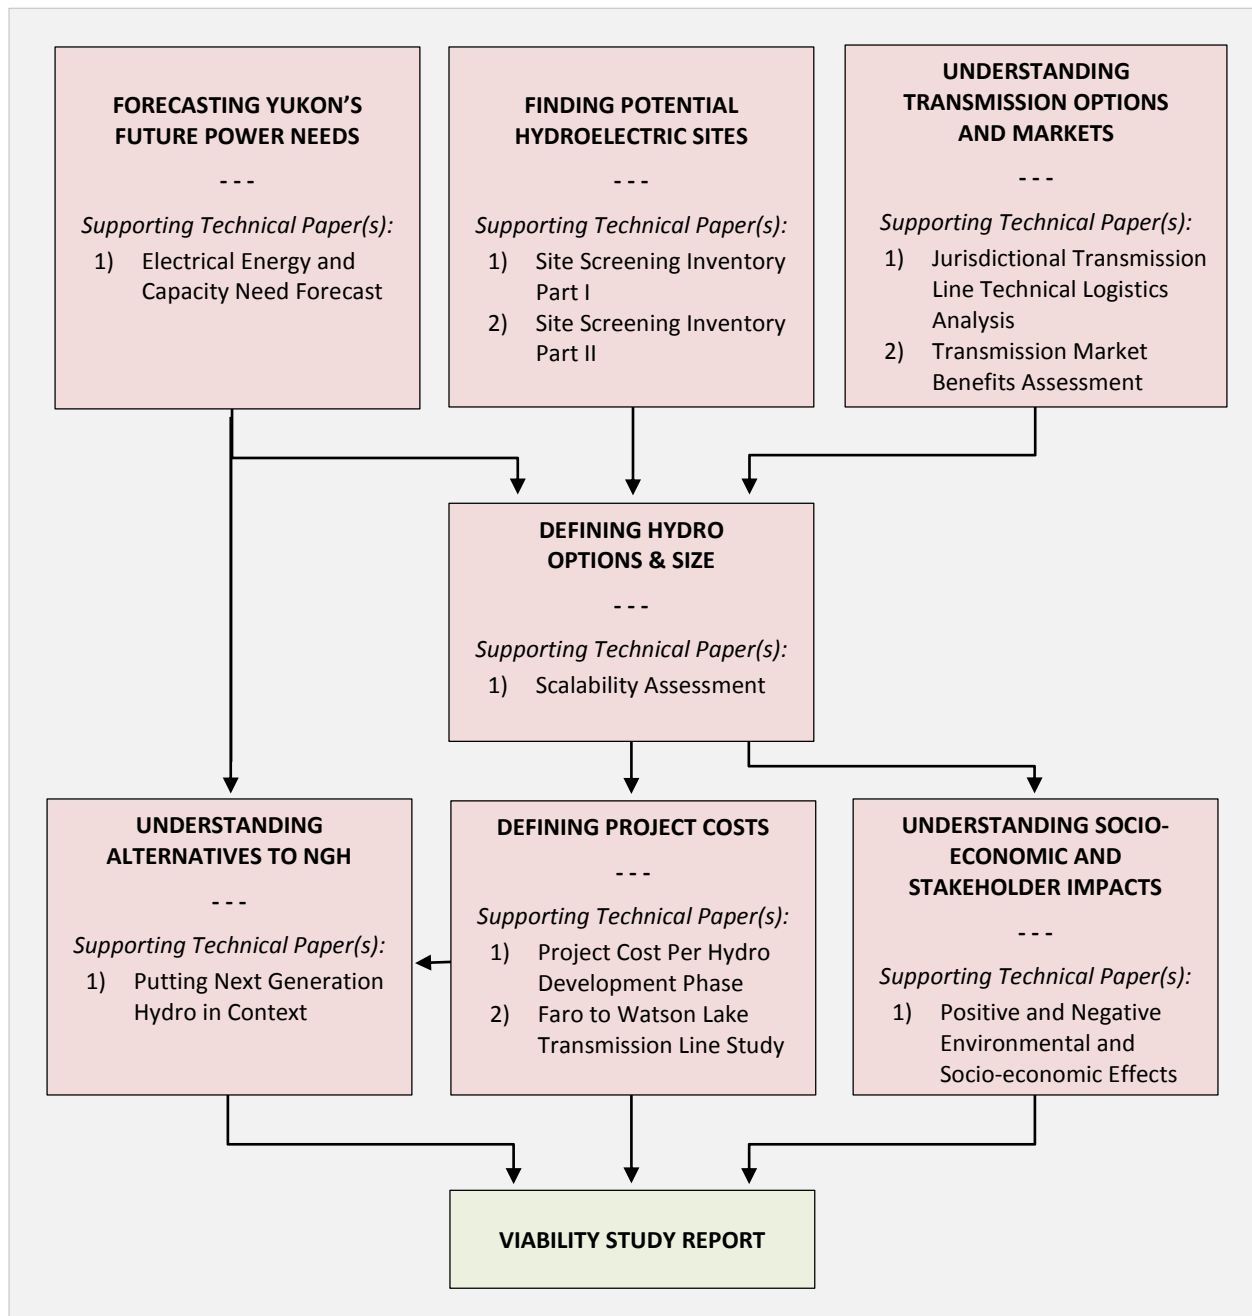 FORECASTING YUKON'S
FUTURE POWER NEEDS
- - -
Supporting Technical Paper(s):
1) Electrical Energy and
Capacity Need Forecast
FINDING POTENTIAL
HYDROELECTRIC SITES
- - -
Supporting Technical Paper(s):
1) Site Screening Inventory
Part I
2) Site Screening Inventory
Part II
UNDERSTANDING
TRANSMISSION OPTIONS
AND MARKETS
- - -
Supporting Technical Paper(s):
1) Jurisdictional Transmission
Line Technical Logistics
Analysis
2) Transmission Market
Benefits Assessment
DEFINING HYDRO
OPTIONS & SIZE
- - -
Supporting Technical Paper(s):
1) Scalability Assessment
UNDERSTANDING
ALTERNATIVES TO NGH
- - -
Supporting Technical Paper(s):
1) Putting Next Generation
Hydro in Context
DEFINING PROJECT COSTS
- - -
Supporting Technical Paper(s):
1) Project Cost Per Hydro
Development Phase
2) Faro to Watson Lake
Transmission Line Study
UNDERSTANDING SOCIO-
ECONOMIC AND
STAKEHOLDER IMPACTS
- - -
Supporting Technical Paper(s):
1) Positive and Negative
Environmental and
Socio-economic Effects
VIABILITY STUDY REPORT